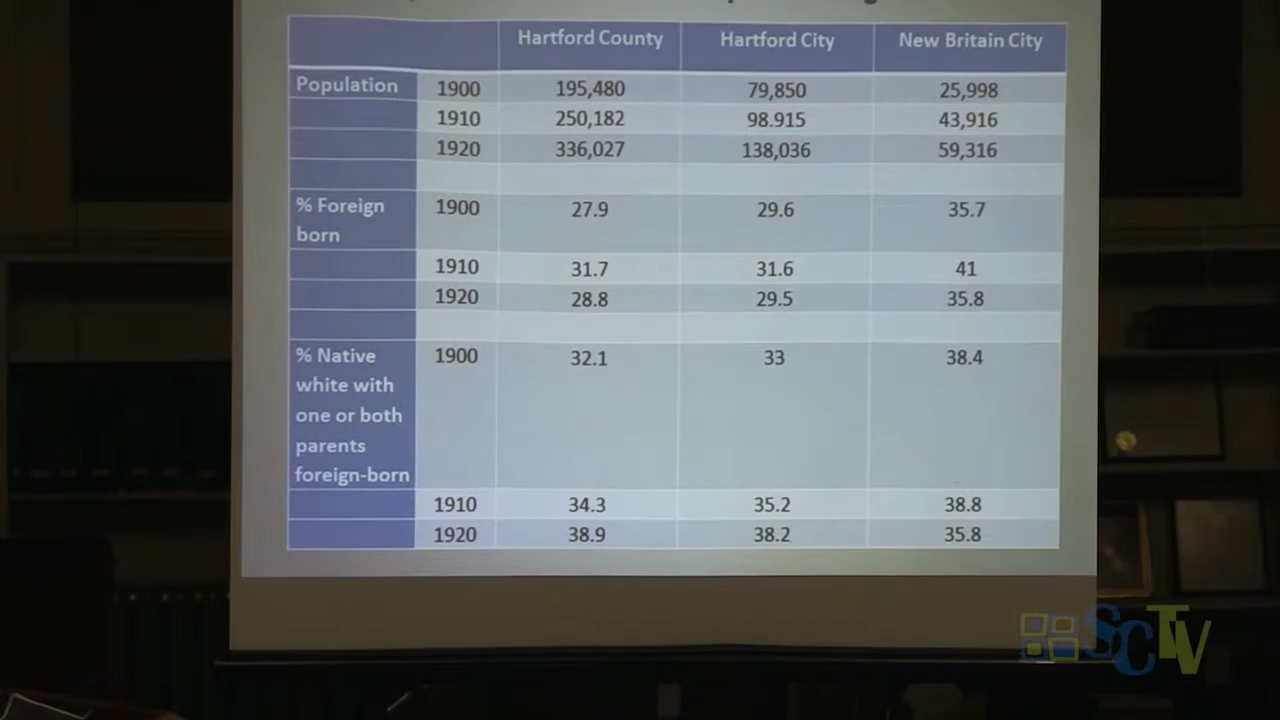 Hartford County Hartford City New Britain City
Population 1900 195,480 79,850 25,998
1910 250,182 98.915 43,916
1920 336,027 138,036 59,316
% Foreign
born
1900 27.9 29.6 35.7
1910 31.7 31.6 41
1920 28.8 29.5 35.8
% Native
white with
one or both
parents
foreign-born
1900 32.1 33 38.4
1910 34.3 35.2 38.8
1920 38.9 38.2 35.8
SCTV